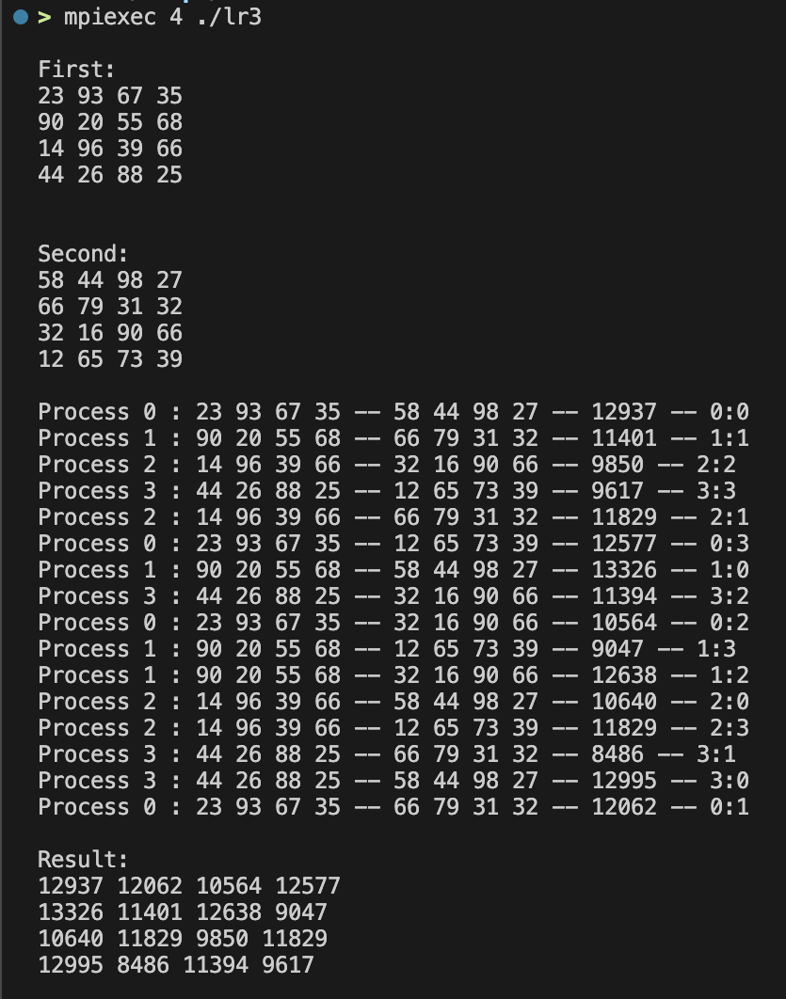 > mpiexec 4 ./lr3
First:
23 93 67 35
90 20 55 68
14 96 39 66
44 26 88 25
Second:
58 44 98 27
66 79 31 32
32 16 90 66
12 65 73 39
Process 0 : 23 93 67 35 -- 58 44 98 27 -- 12937 -- 0:0
Process 1 : 90 20 55 68 -- 66 79 31 32 -- 11401 -- 1:1
Process 2 : 14 96 39 66 -- 32 16 90 66 -- 9850 -- 2:2
Process 3 : 44 26 88 25 -- 12 65 73 39 -- 9617 -- 3:3
Process 2 : 14 96 39 66 -- 66 79 31 32 -- 11829 -- 2:1
Process 0 : 23 93 67 35 -- 12 65 73 39 -- 12577 -- 0:3
Process 1 : 90 20 55 68 -- 58 44 98 27 -- 13326 -- 1:0
Process 3 : 44 26 88 25 -- 32 16 90 66 -- 11394 -- 3:2
Process 0 : 23 93 67 35 -- 32 16 90 66 -- 10564 -- 0:2
Process 1 : 90 20 55 68 -- 12 65 73 39 -- 9047 -- 1:3
Process 1 : 90 20 55 68 -- 32 16 90 66 -- 12638 -- 1:2
Process 2 : 14 96 39 66 -- 58 44 98 27 -- 10640 -- 2:0
Process 2 : 14 96 39 66 -- 12 65 73 39 -- 11829 -- 2:3
Process 3 : 44 26 88 25 -- 66 79 31 32 -- 8486 -- 3:1
Process 3 : 44 26 88 25 -- 58 44 98 27 -- 12995 -- 3:0
Process 0 : 23 93 67 35 -- 66 79 31 32 -- 12062 -- 0:1
Result:
12937 12062 10564 12577
13326 11401 12638 9047
10640 11829 9850 11829
12995 8486 11394 9617